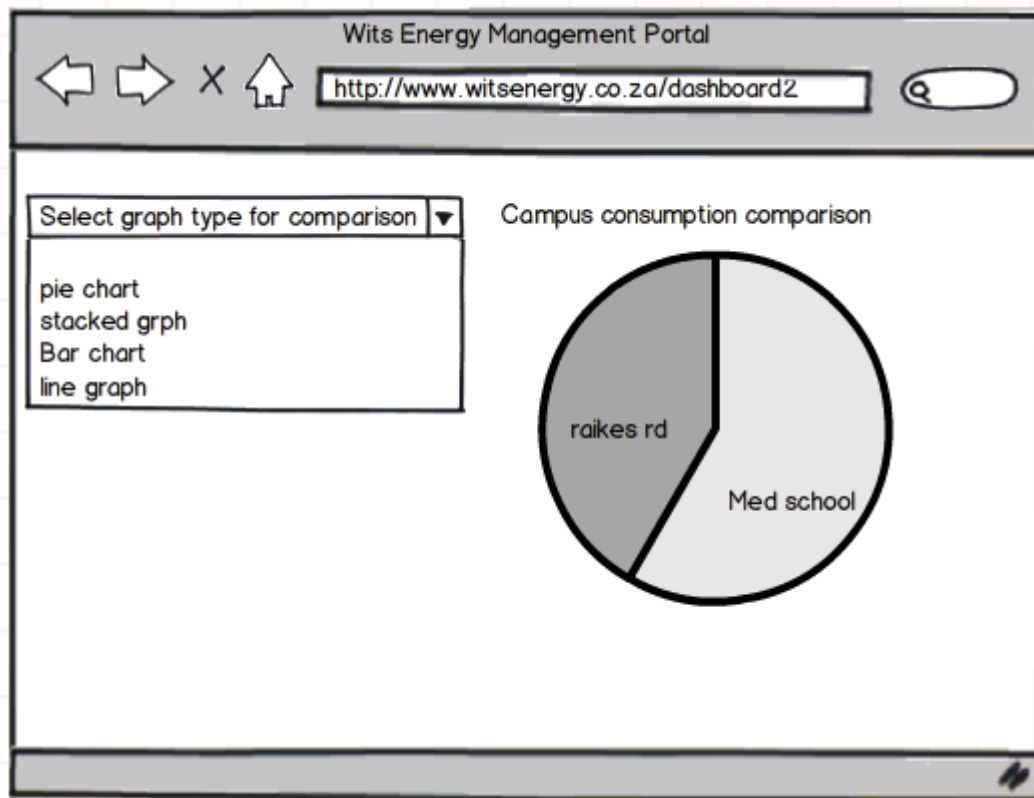 Wits Energy Management Portal
http://www.witsenergy.co.za/dashboard2
Select graph type for comparison
pie chart
stacked grph
Bar chart
line graph
Campus consumption comparison
raikes rd
Med school